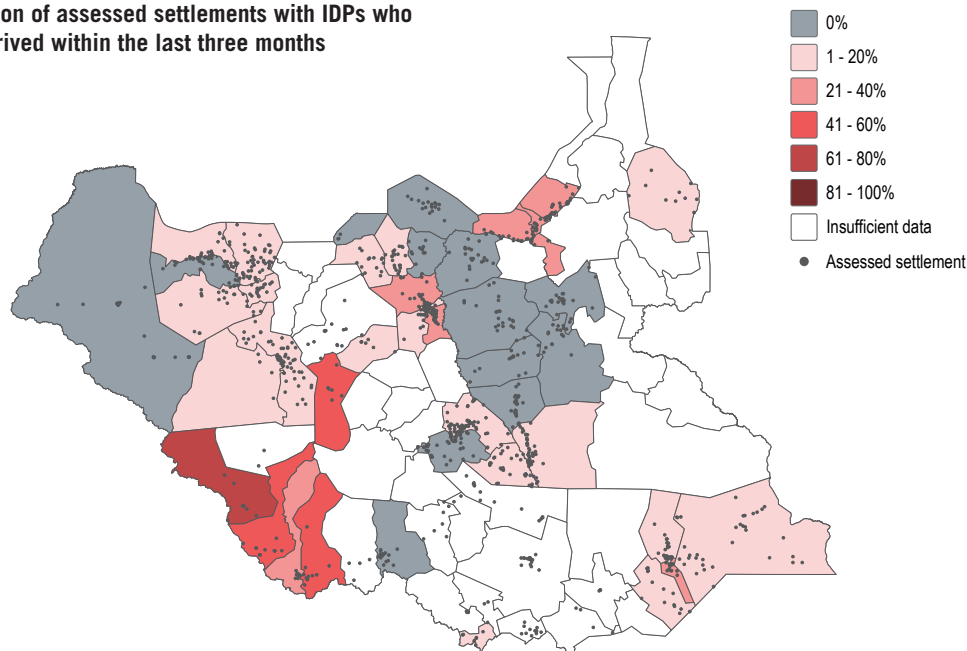 ion of assessed settlements with IDPs who
rived within the last three months
0%
1 - 20%
21 - 40%
41 - 60%
61 - 80%
81 - 100%
Insufficient data
Assessed settlement